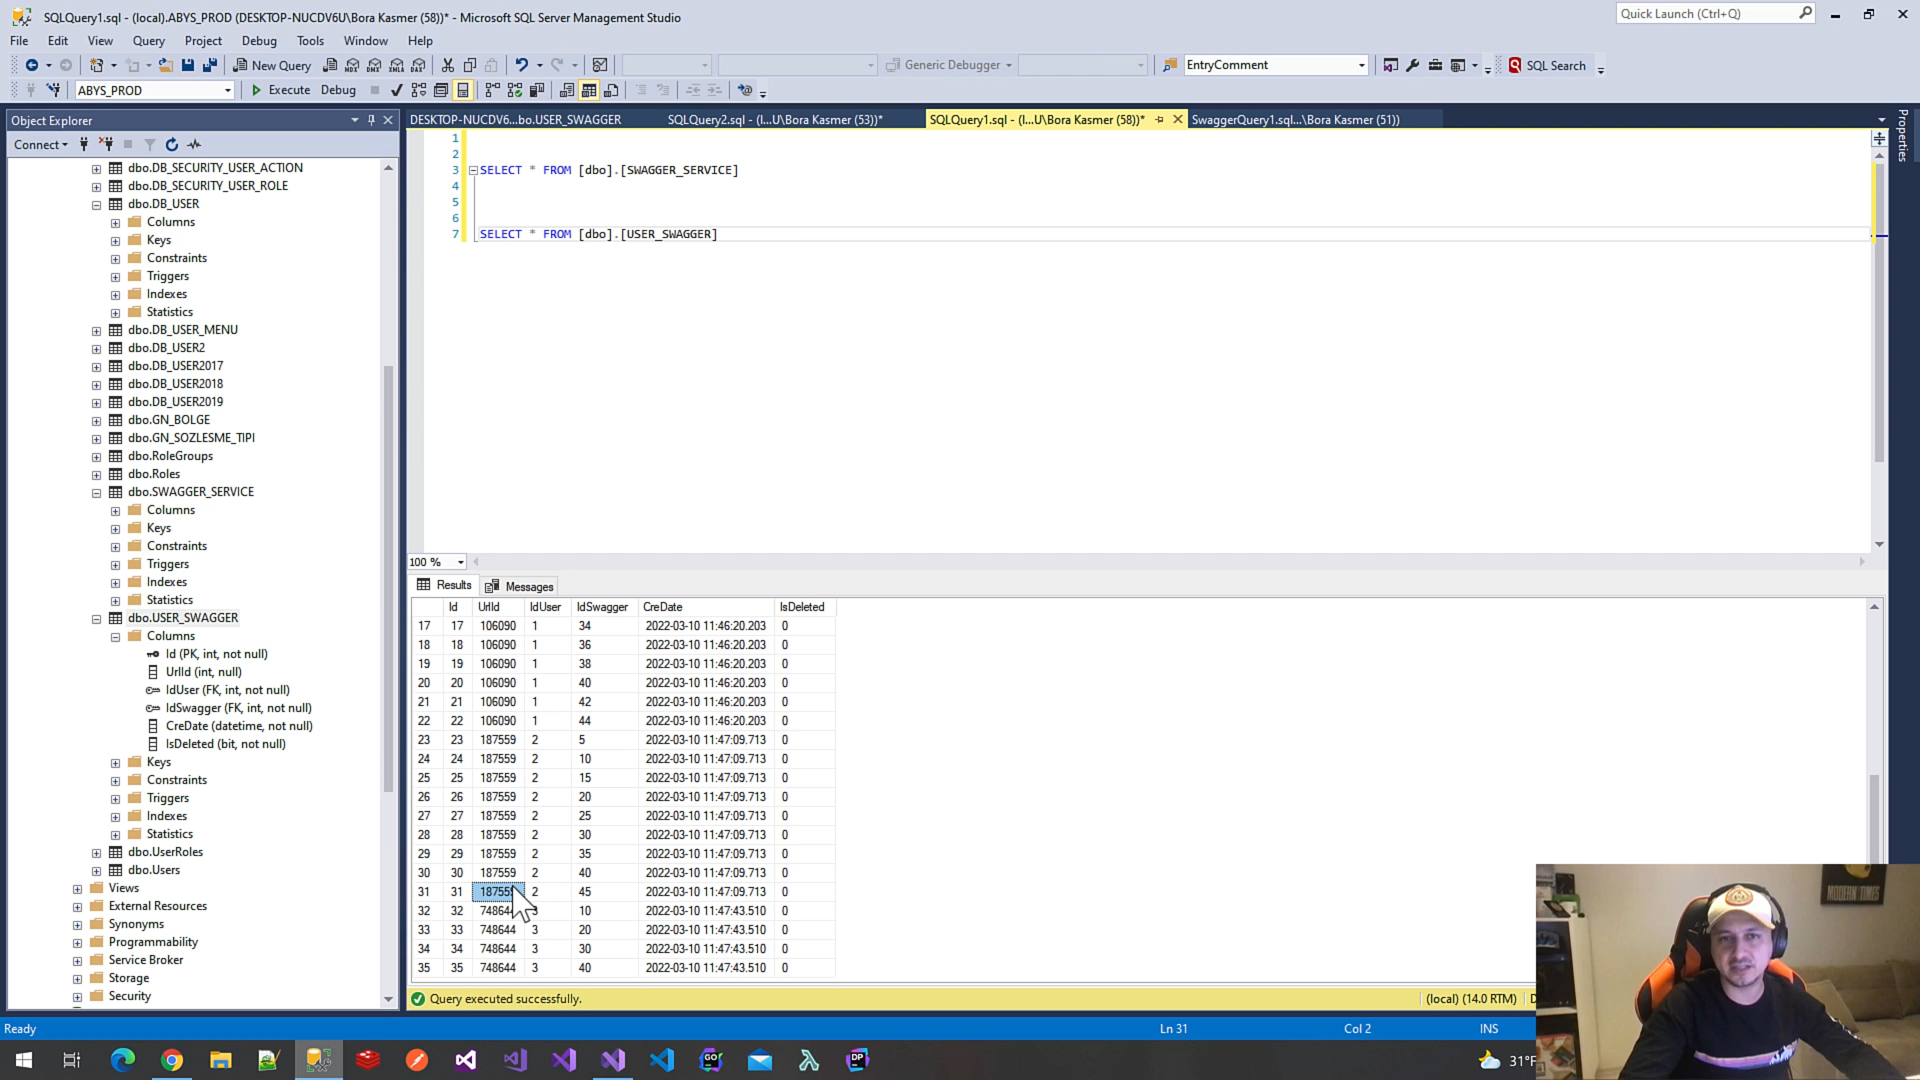 SQLQuery1.sql - (local).ABYS_PROD (DESKTOP-NUCDV6U\Bora Kasmer (58))* - Microsoft SQL Server Management Studio
Quick Launch (Ctrl+Q)
File Edit View Query Project Debug Tools Window Help
New Query
Generic Debugger
EntryComment
SQL Search
ABYS_PROD
Execute Debug
Object Explorer
DESKTOP-NUCDV6...bo.USER_SWAGGER
SQLQuery2.sql - (l...U\Bora Kasmer (53))*
SQLQuery1.sql - (l...U\Bora Kasmer (58))*
SwaggerQuery1.sql...\Bora Kasmer (51))
Properties
Connect
dbo.DB_SECURITY_USER_ACTION
dbo.DB_SECURITY_USER_ROLE
dbo.DB_USER
Columns
Keys
Constraints
Triggers
Indexes
Statistics
dbo.DB_USER_MENU
dbo.DB_USER2
dbo.DB_USER2017
dbo.DB_USER2018
dbo.DB_USER2019
dbo.GN_BOLGE
dbo.GN_SOZLESME_TIPI
dbo.RoleGroups
dbo.Roles
dbo.SWAGGER_SERVICE
Columns
Keys
Constraints
Triggers
Indexes
Statistics
dbo.USER_SWAGGER
Columns
Id (PK, int, not null)
UrlId (int, null)
IdUser (FK, int, not null)
IdSwagger (FK, int, not null)
CreDate (datetime, not null)
IsDeleted (bit, not null)
Keys
Constraints
Triggers
Indexes
Statistics
dbo.UserRoles
dbo.Users
Views
External Resources
Synonyms
Programmability
Service Broker
Storage
Security
1
2
3 SELECT * FROM [dbo].[SWAGGER_SERVICE]
4
5
6
7 SELECT * FROM [dbo].[USER_SWAGGER]
100 %
Results Messages
Id UrlId IdUser IdSwagger CreDate IsDeleted
17 17 106090 1 34 2022-03-10 11:46:20.203 0
18 18 106090 1 36 2022-03-10 11:46:20.203 0
19 19 106090 1 38 2022-03-10 11:46:20.203 0
20 20 106090 1 40 2022-03-10 11:46:20.203 0
21 21 106090 1 42 2022-03-10 11:46:20.203 0
22 22 106090 1 44 2022-03-10 11:46:20.203 0
23 23 187559 2 5 2022-03-10 11:47:09.713 0
24 24 187559 2 10 2022-03-10 11:47:09.713 0
25 25 187559 2 15 2022-03-10 11:47:09.713 0
26 26 187559 2 20 2022-03-10 11:47:09.713 0
27 27 187559 2 25 2022-03-10 11:47:09.713 0
28 28 187559 2 30 2022-03-10 11:47:09.713 0
29 29 187559 2 35 2022-03-10 11:47:09.713 0
30 30 187559 2 40 2022-03-10 11:47:09.713 0
31 31 187559 2 45 2022-03-10 11:47:09.713 0
32 32 748644 3 10 2022-03-10 11:47:43.510 0
33 33 748644 3 20 2022-03-10 11:47:43.510 0
34 34 748644 3 30 2022-03-10 11:47:43.510 0
35 35 748644 3 40 2022-03-10 11:47:43.510 0
Query executed successfully.
(local) (14.0 RTM)
Ready
Ln 31
Col 2
INS
MODERN TIMES
GO
DP
31°F